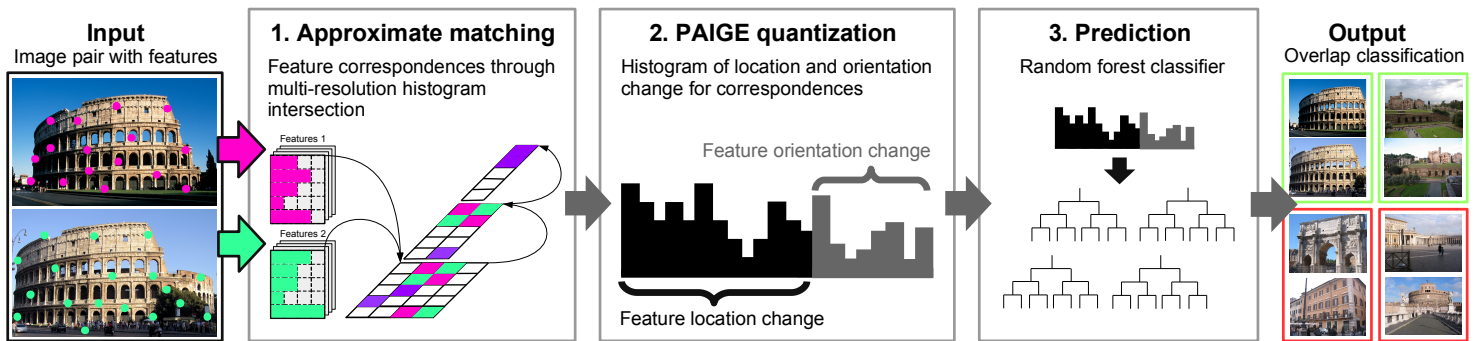 Input
Image pair with features
1. Approximate matching
Feature correspondences through
multi-resolution histogram
intersection
Features 1
Features 2
2. PAIGE quantization
Histogram of location and orientation
change for correspondences
Feature orientation change
Feature location change
3. Prediction
Random forest classifier
Output
Overlap classification